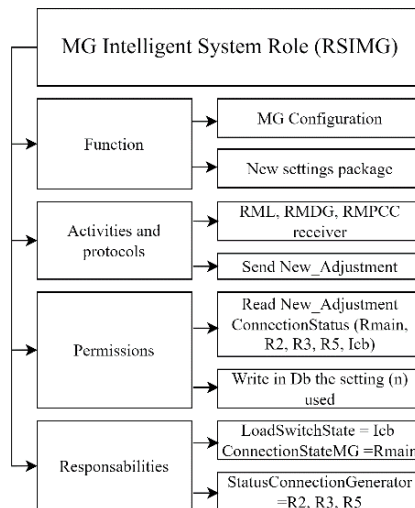 MG Intelligent System Role (RSIMG)
Function
MG Configuration
New settings package
Activities and
protocols
RML, RMDG, RMPCC
receiver
Send New_Adjustment
Permissions
Read New_Adjustment
ConnectionStatus (Rmain,
R2, R3, R5, Icb)
Write in Db the setting (n)
used
Responsabilities
LoadSwitchState = Icb
ConnectionStateMG =Rmain
StatusConnectionGenerator
=R2, R3, R5